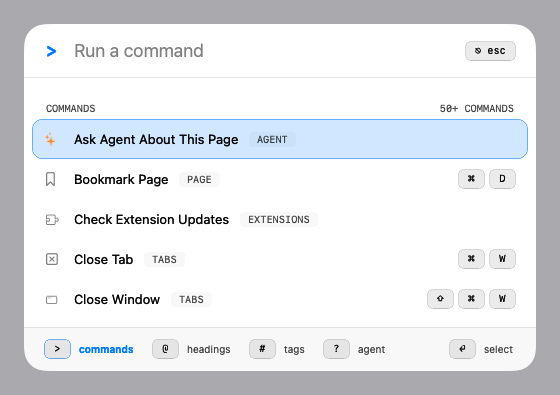 > Run a command esc
COMMANDS 50+ COMMANDS
Ask Agent About This Page AGENT
Bookmark Page PAGE ⌘ D
Check Extension Updates EXTENSIONS
Close Tab TABS ⌘ W
Close Window TABS ⇧ ⌘ W
> commands @ headings # tags ? agent ↵ select